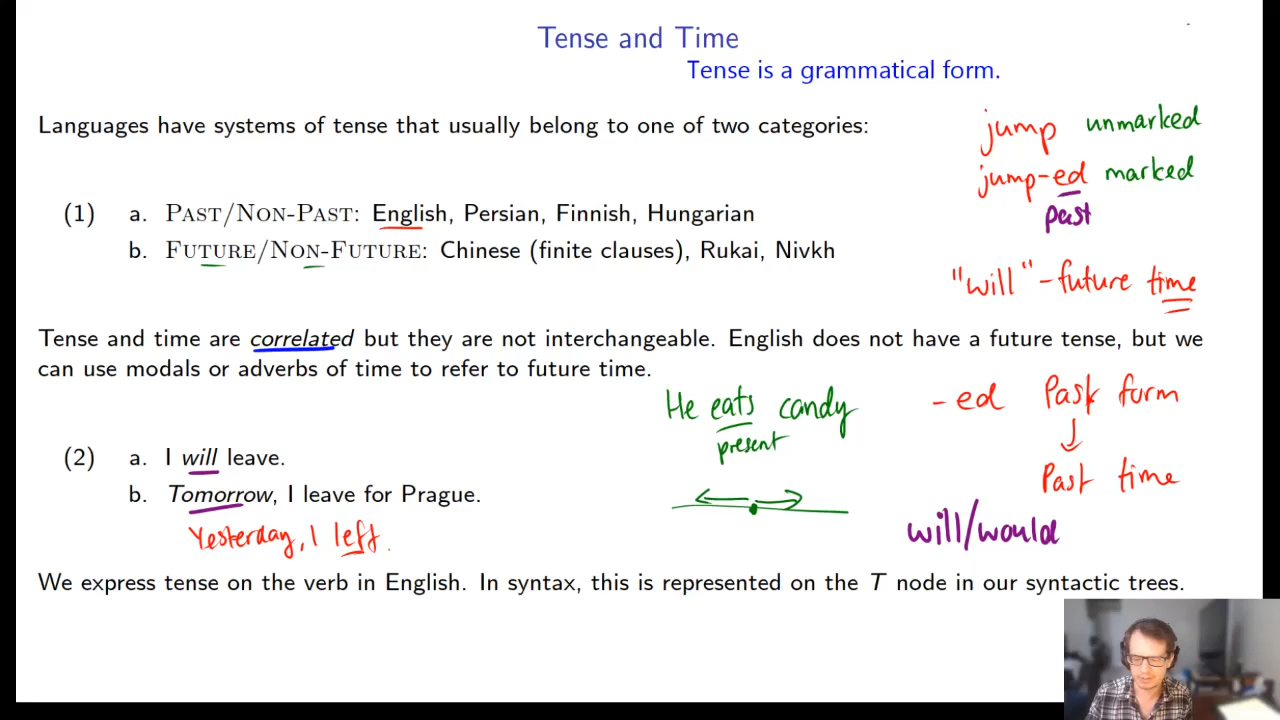 Tense and Time
Tense is a grammatical form.
Languages have systems of tense that usually belong to one of two categories:
jump unmarked
jump-ed marked
past
(1) a. Past/Non-Past: English, Persian, Finnish, Hungarian
b. Future/Non-Future: Chinese (finite clauses), Rukai, Nivkh
"will" - future time
Tense and time are correlated but they are not interchangeable. English does not have a future tense, but we
can use modals or adverbs of time to refer to future time.
He eats candy
present
-ed Past form
Past time
(2) a. I will leave.
b. Tomorrow, I leave for Prague.
Yesterday, I left
will/would
We express tense on the verb in English. In syntax, this is represented on the T node in our syntactic trees.